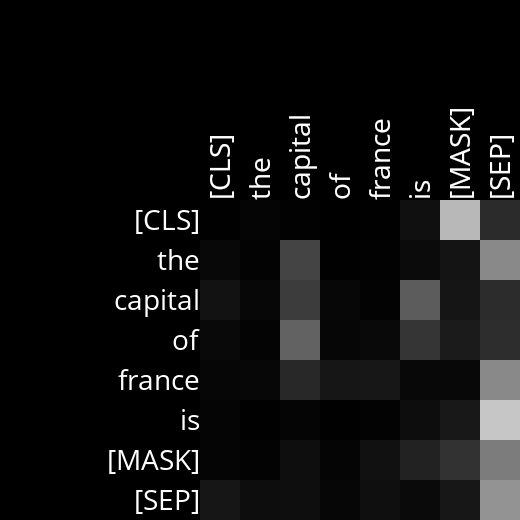 [CLS] the capital of france is [MASK] [SEP]
[CLS]
the
capital
of
france
is
[MASK]
[SEP]